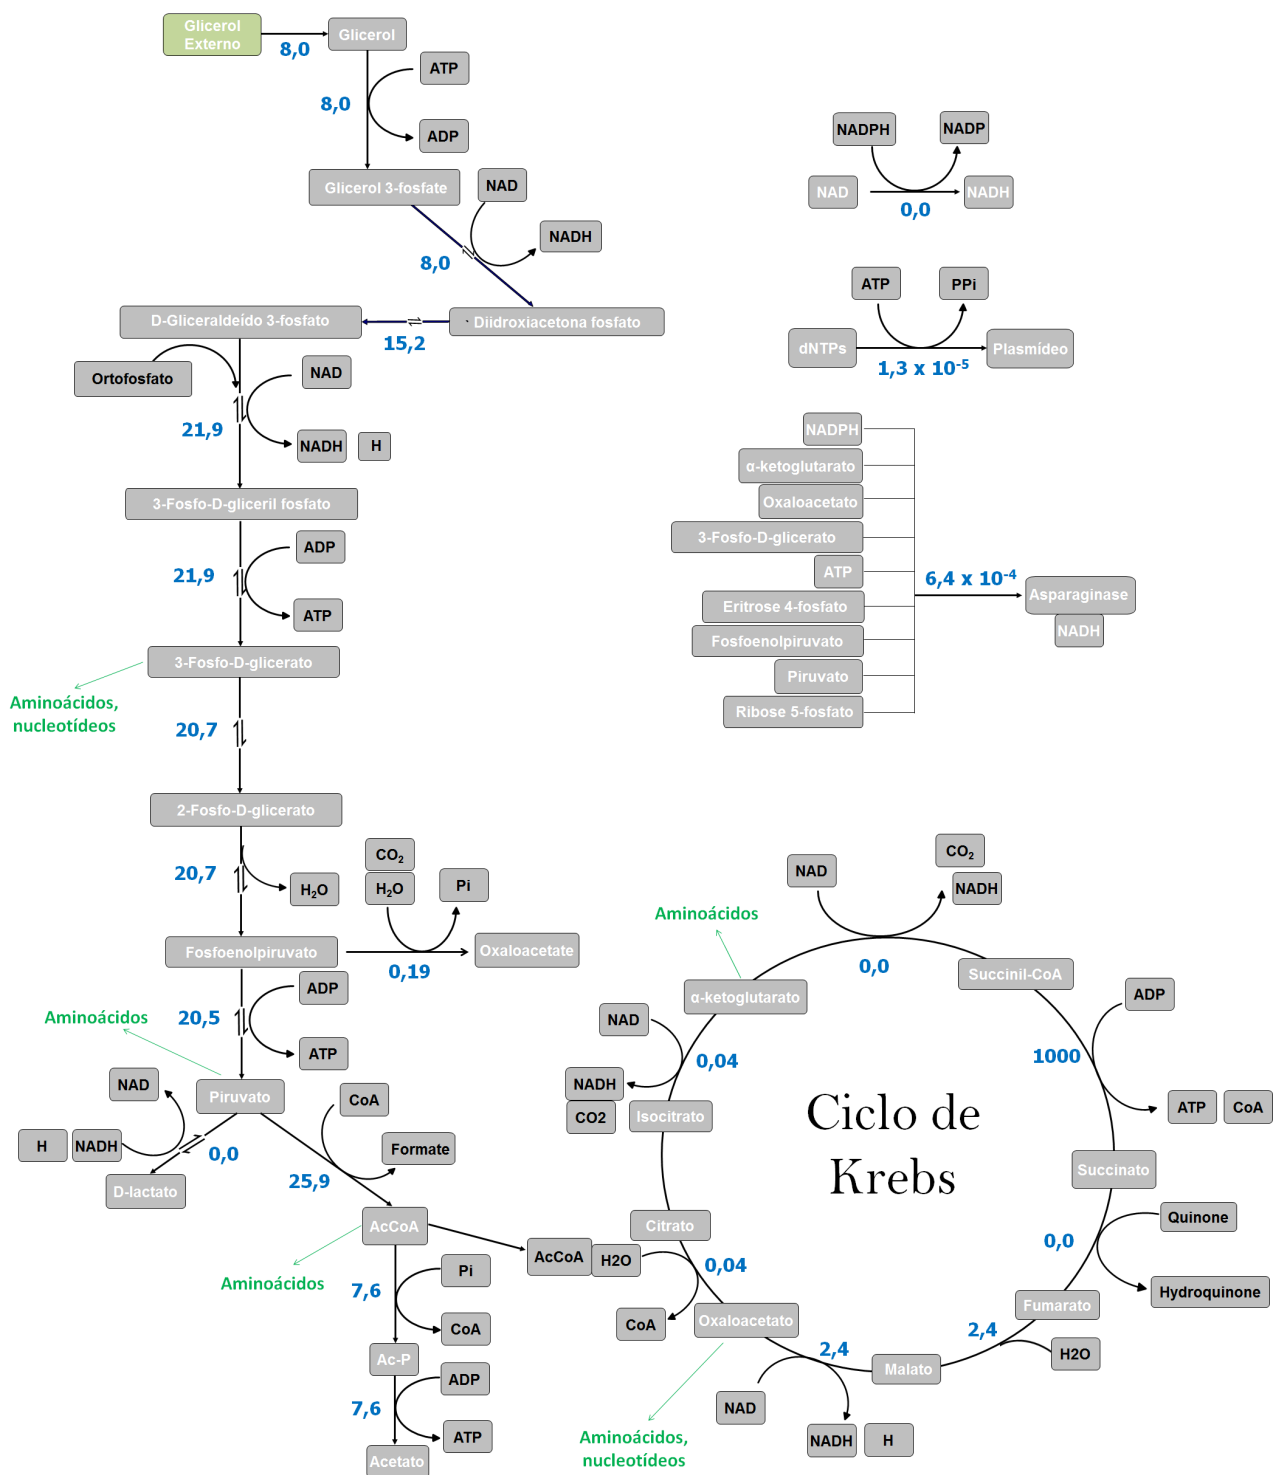 Glicerol
Externo
8,0
Glicerol
ATP
8,0
ADP
Glicerol 3-fosfate
NAD
NADH
8,0
D-Gliceraldeído 3-fosfato
15,2
Diidroxiacetona fosfato
Ortofosfato
NAD
21,9
NADH
H
3-Fosfo-D-gliceril fosfato
ADP
21,9
ATP
3-Fosfo-D-glicerato
Aminoácidos,
nucleotídeos
20,7
2-Fosfo-D-glicerato
20,7
H₂O
CO₂
H₂O
Pi
Fosfoenolpiruvato
0,19
Oxaloacetate
ADP
20,5
ATP
Aminoácidos
NAD
Piruvato
CoA
H
NADH
0,0
Formate
D-lactato
25,9
AcCoA
Aminoácidos
Pi
7,6
CoA
Ac-P
ADP
7,6
ATP
Acetato
NADPH
NADP
NAD
NADH
0,0
ATP
PPi
dNTPs
Plasmídeo
1,3 x 10⁻⁵
NADPH
α-ketoglutarato
Oxaloacetato
3-Fosfo-D-glicerato
ATP
Eritrose 4-fosfato
Fosfoenolpiruvato
Piruvato
Ribose 5-fosfato
6,4 x 10⁻⁴
Asparaginase
NADH
Ciclo de
Krebs
AcCoA
H2O
CoA
0,04
Citrato
Isocitrato
NAD
NADH
CO2
0,04
α-ketoglutarato
Aminoácidos
NAD
CO₂
NADH
0,0
Succinil-CoA
ADP
1000
ATP
CoA
Succinato
Quinone
0,0
Hydroquinone
Fumarato
2,4
H2O
Malato
2,4
NAD
NADH
H
Oxaloacetato
Aminoácidos,
nucleotídeos